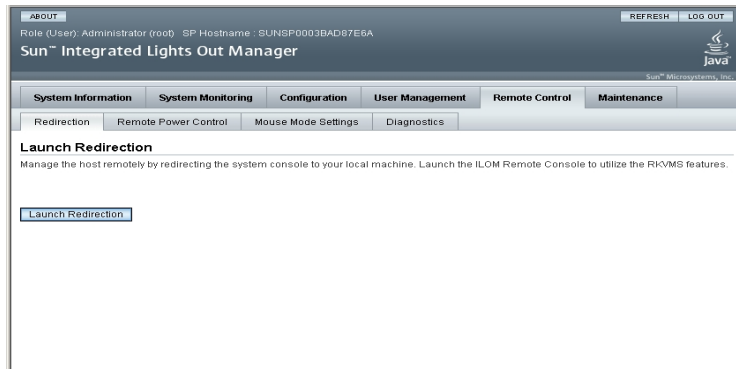 ABOUT
REFRESH LOG OUT
Role (User): Administrator (root) SP Hostname : SUNSP0003BAD87E6A
Sun™ Integrated Lights Out Manager
Java
Sun™ Microsystems, Inc.
System Information System Monitoring Configuration User Management Remote Control Maintenance
Redirection Remote Power Control Mouse Mode Settings Diagnostics
Launch Redirection
Manage the host remotely by redirecting the system console to your local machine. Launch the ILOM Remote Console to utilize the RKVMS features.
Launch Redirection